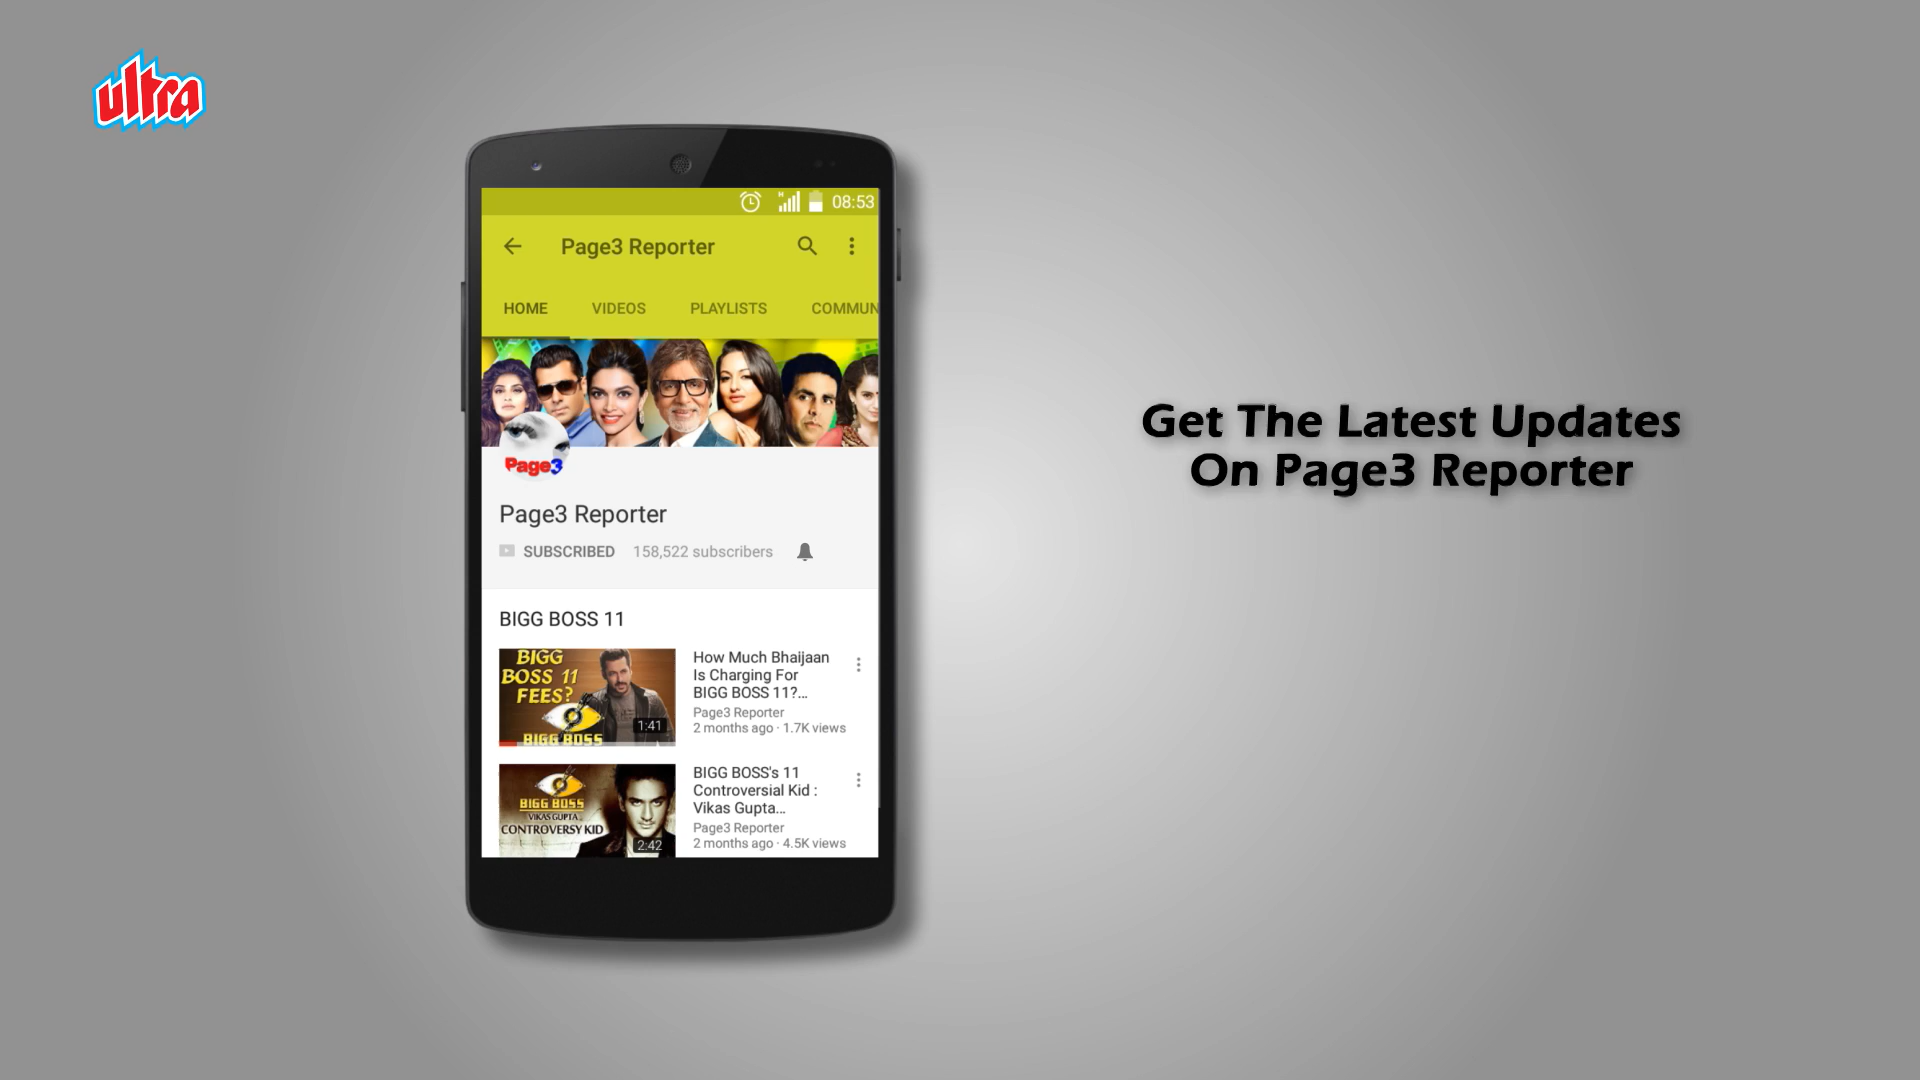 ultra
08:53
Page3 Reporter
HOME VIDEOS PLAYLISTS COMMUN
Page3
Page3 Reporter
SUBSCRIBED 158,522 subscribers
BIGG BOSS 11
BIGG
BOSS 11
FEES?
1:41
BIGG BOSS
How Much Bhaijaan
Is Charging For
BIGG BOSS 11?...
Page3 Reporter
2 months ago · 1.7K views
BIGG BOSS
VIKAS GUPTA
CONTROVERSY KID
2:42
BIGG BOSS's 11
Controversial Kid :
Vikas Gupta...
Page3 Reporter
2 months ago · 4.5K views
Get The Latest Updates
On Page3 Reporter